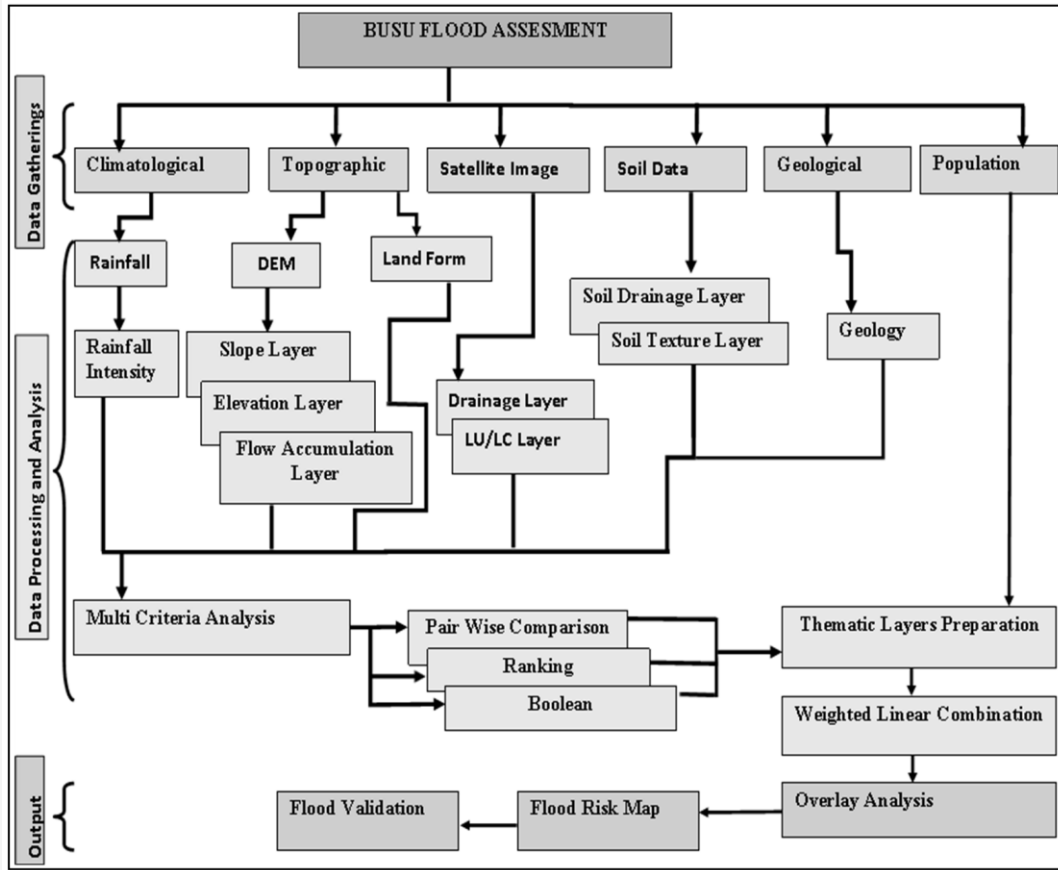 BUSU FLOOD ASSESMENT
Data Gatherings
Climatological
Topographic
Satellite Image
Soil Data
Geological
Population
Data Processing and Analysis
Rainfall
DEM
Land Form
Soil Drainage Layer
Soil Texture Layer
Geology
Rainfall
Intensity
Slope Layer
Elevation Layer
Flow Accumulation
Layer
Drainage Layer
LU/LC Layer
Multi Criteria Analysis
Pair Wise Comparison
Ranking
Boolean
Thematic Layers Preparation
Weighted Linear Combination
Output
Flood Validation
Flood Risk Map
Overlay Analysis